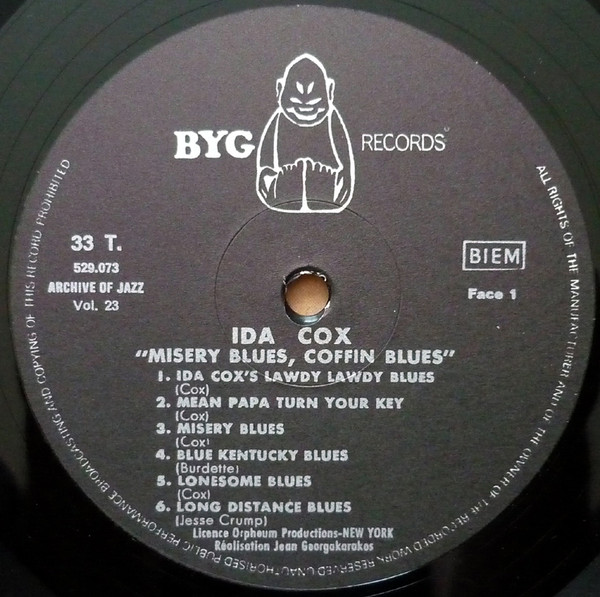 BYG RECORDS
33 T.
529.073
ARCHIVE OF JAZZ
Vol. 23
BIEM
Face 1
IDA COX
"MISERY BLUES, COFFIN BLUES"
1. IDA COX'S LAWDY LAWDY BLUES
(Cox)
2. MEAN PAPA TURN YOUR KEY
(Cox)
3. MISERY BLUES
(Cox)
4. BLUE KENTUCKY BLUES
(Burdette)
5. LONESOME BLUES
(Cox)
6. LONG DISTANCE BLUES
(Jesse Crump)
Licence Orpheum Productions-NEW YORK
Réalisation Jean Georgakarakos
ALL RIGHTS OF THE MANUFACTURER AND OF THE OWNER OF THE RECORDED WORK RESERVED UNAUTHORISED PUBLIC PERFORMANCE BROADCASTING AND COPYING OF THIS RECORD PROHIBITED